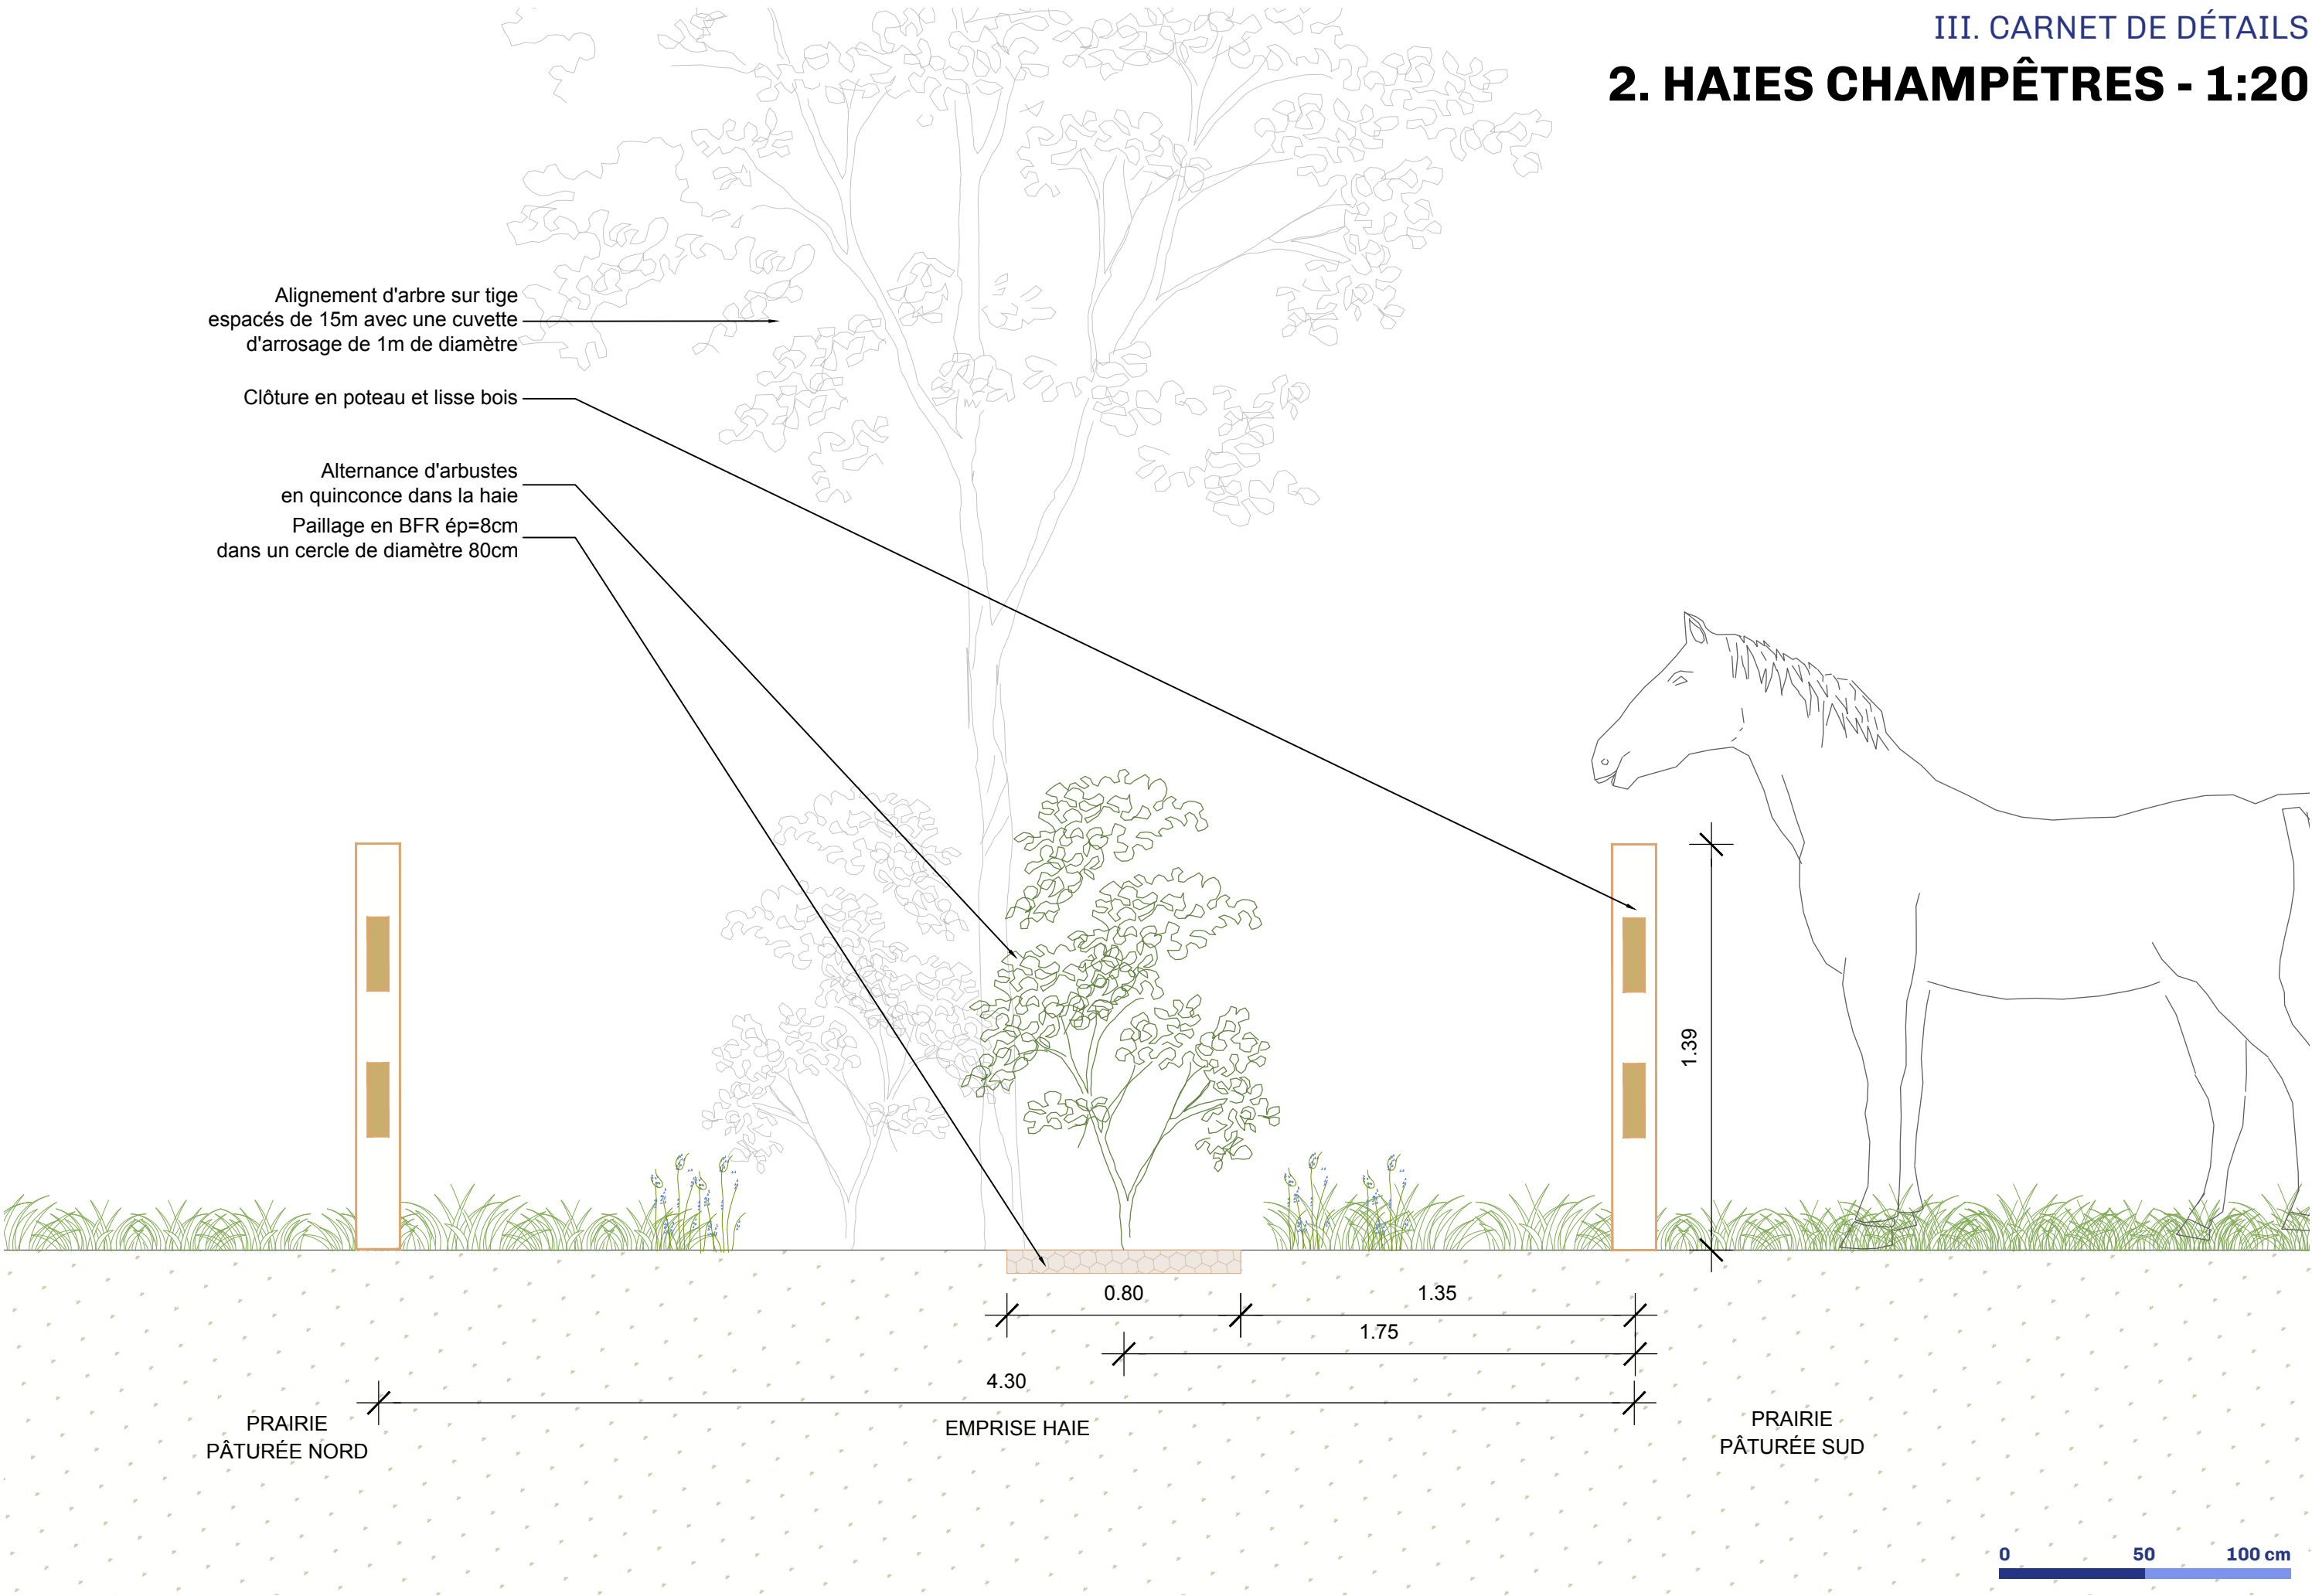 III. CARNET DE DÉTAILS
2. HAIES CHAMPÊTRES - 1:20
Alignement d'arbre sur tige
espacés de 15m avec une cuvette
d'arrosage de 1m de diamètre
Clôture en poteau et lisse bois
Alternance d'arbustes
en quinconce dans la haie
Paillage en BFR ép=8cm
dans un cercle de diamètre 80cm
1.39
0.80
1.35
1.75
4.30
EMPRISE HAIE
PRAIRIE
PÂTURÉE NORD
PRAIRIE
PÂTURÉE SUD
0 50 100 cm